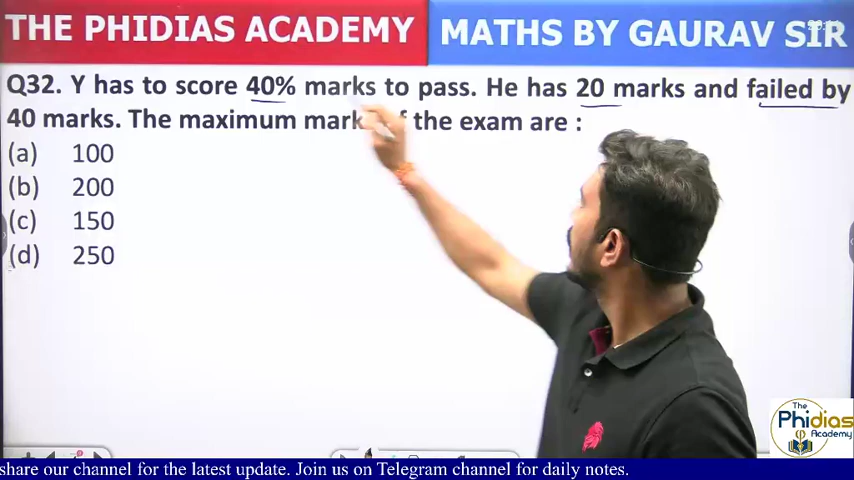 THE PHIDIAS ACADEMY
MATHS BY GAURAV SIR
Q32. Y has to score 40% marks to pass. He has 20 marks and failed by
40 marks. The maximum mark of the exam are :
(a) 100
(b) 200
(c) 150
(d) 250
The
Phidias
Academy
share our channel for the latest update. Join us on Telegram channel for daily notes.